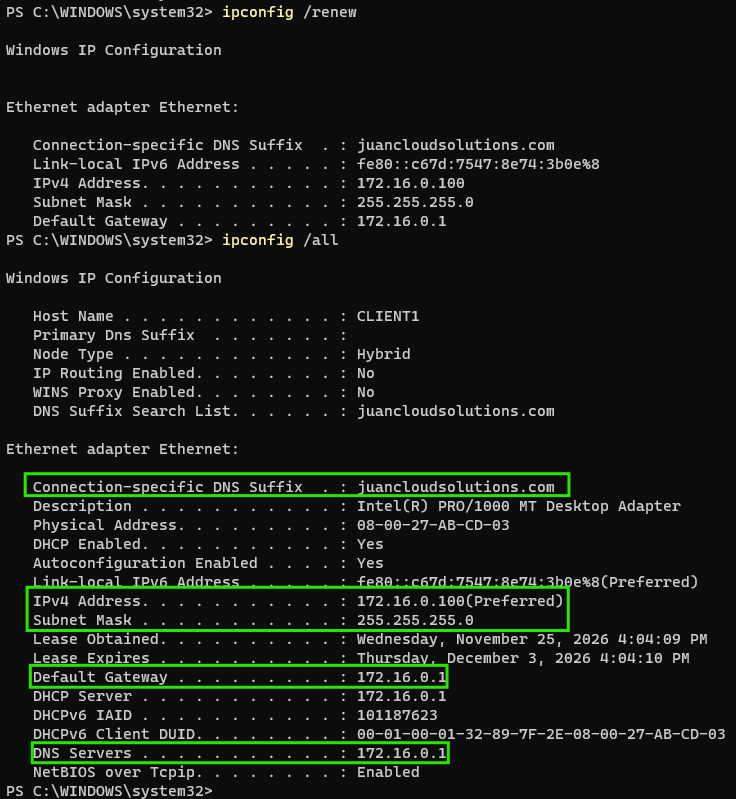 PS C:\WINDOWS\system32> ipconfig /renew
Windows IP Configuration
Ethernet adapter Ethernet:
Connection-specific DNS Suffix  . : juancloudsolutions.com
Link-local IPv6 Address . . . . . : fe80::c67d:7547:8e74:3b0e%8
IPv4 Address. . . . . . . . . . . : 172.16.0.100
Subnet Mask . . . . . . . . . . . : 255.255.255.0
Default Gateway . . . . . . . . . : 172.16.0.1
PS C:\WINDOWS\system32> ipconfig /all
Windows IP Configuration
Host Name . . . . . . . . . . . . : CLIENT1
Primary Dns Suffix  . . . . . . . :
Node Type . . . . . . . . . . . . : Hybrid
IP Routing Enabled. . . . . . . . : No
WINS Proxy Enabled. . . . . . . . : No
DNS Suffix Search List. . . . . . : juancloudsolutions.com
Ethernet adapter Ethernet:
Connection-specific DNS Suffix  . : juancloudsolutions.com
Description . . . . . . . . . . . : Intel(R) PRO/1000 MT Desktop Adapter
Physical Address. . . . . . . . . : 08-00-27-AB-CD-03
DHCP Enabled. . . . . . . . . . . : Yes
Autoconfiguration Enabled . . . . : Yes
Link-local IPv6 Address . . . . . : fe80::c67d:7547:8e74:3b0e%8(Preferred)
IPv4 Address. . . . . . . . . . . : 172.16.0.100(Preferred)
Subnet Mask . . . . . . . . . . . : 255.255.255.0
Lease Obtained. . . . . . . . . . : Wednesday, November 25, 2026 4:04:09 PM
Lease Expires . . . . . . . . . . : Thursday, December 3, 2026 4:04:10 PM
Default Gateway . . . . . . . . . : 172.16.0.1
DHCP Server . . . . . . . . . . . : 172.16.0.1
DHCPv6 IAID . . . . . . . . . . . : 101187623
DHCPv6 Client DUID. . . . . . . . : 00-01-00-01-32-89-7F-2E-08-00-27-AB-CD-03
DNS Servers . . . . . . . . . . . : 172.16.0.1
NetBIOS over Tcpip. . . . . . . . : Enabled
PS C:\WINDOWS\system32>